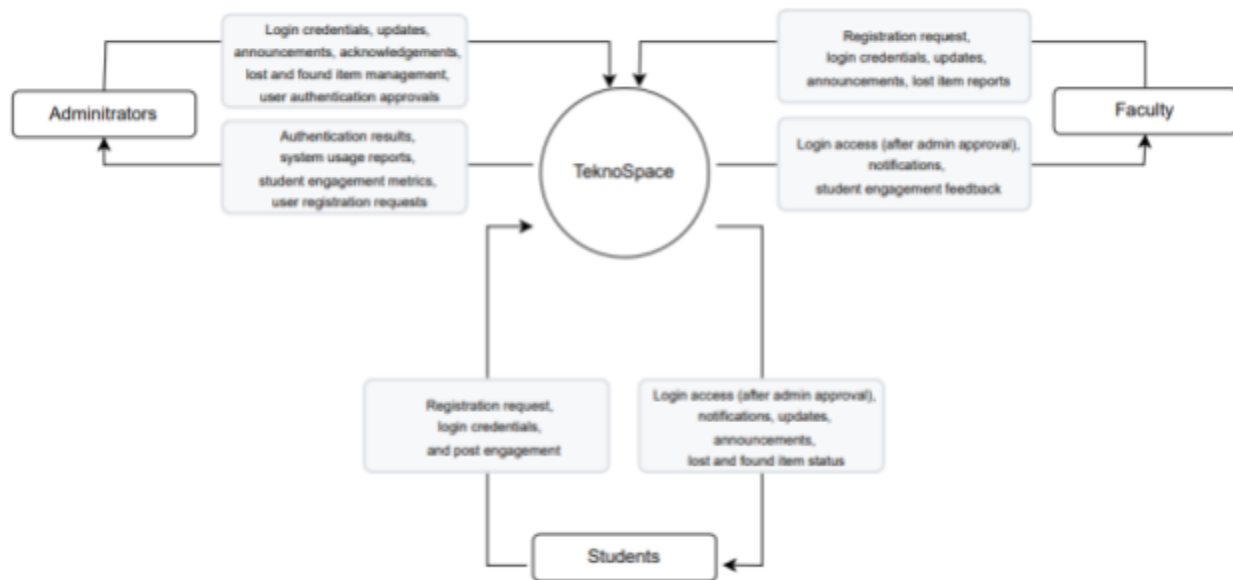 Login credentials, updates,
announcements, acknowledgements,
lost and found item management,
user authentication approvals
Registration request,
login credentials, updates,
announcements, lost item reports
Adminitrators
Faculty
Authentication results,
system usage reports,
student engagement metrics,
user registration requests
TeknoSpace
Login access (after admin approval),
notifications,
student engagement feedback
Registration request,
login credentials,
and post engagement
Login access (after admin approval),
notifications, updates,
announcements,
lost and found item status
Students